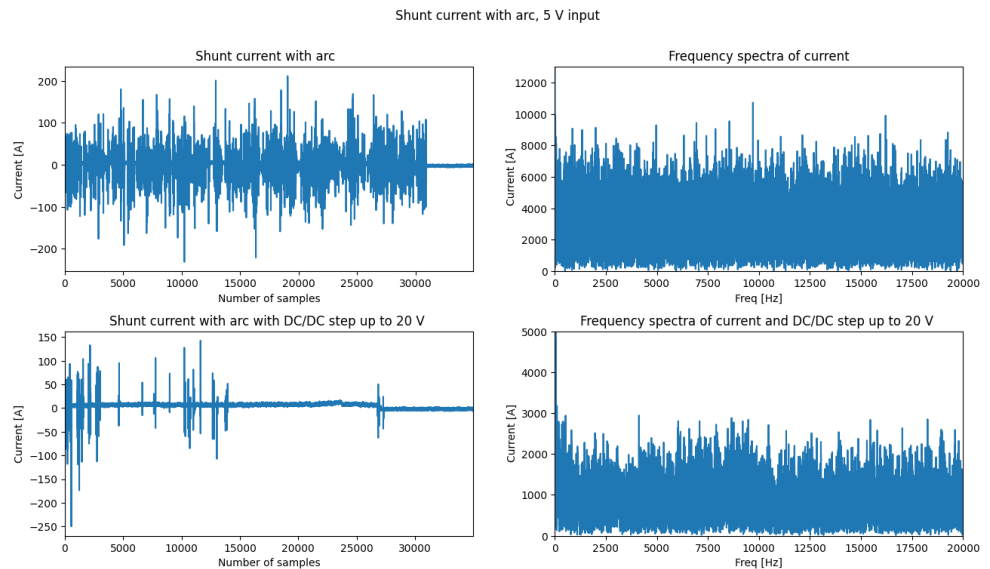 Shunt current with arc, 5 V input
Shunt current with arc
Current [A]
200
100
0
−100
−200
0 5000 10000 15000 20000 25000 30000
Number of samples
Frequency spectra of current
Current [A]
12000
10000
8000
6000
4000
2000
0
0 2500 5000 7500 10000 12500 15000 17500 20000
Freq [Hz]
Shunt current with arc with DC/DC step up to 20 V
Current [A]
150
100
50
0
−50
−100
−150
−200
−250
0 5000 10000 15000 20000 25000 30000
Number of samples
Frequency spectra of current and DC/DC step up to 20 V
Current [A]
5000
4000
3000
2000
1000
0
0 2500 5000 7500 10000 12500 15000 17500 20000
Freq [Hz]